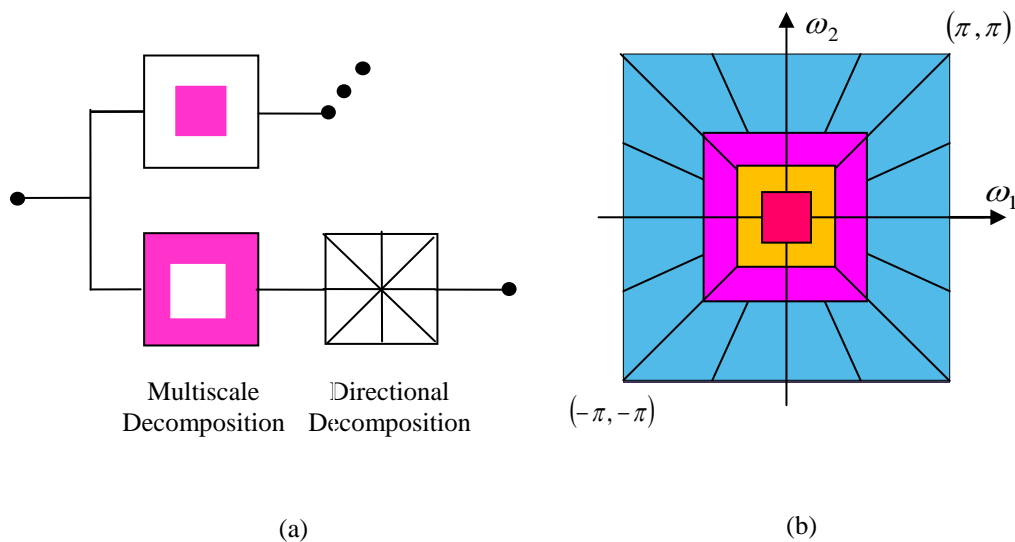 ω₂
(π, π)
ω₁
Multiscale
Decomposition
Directional
Decomposition
(−π, −π)
(a)
(b)